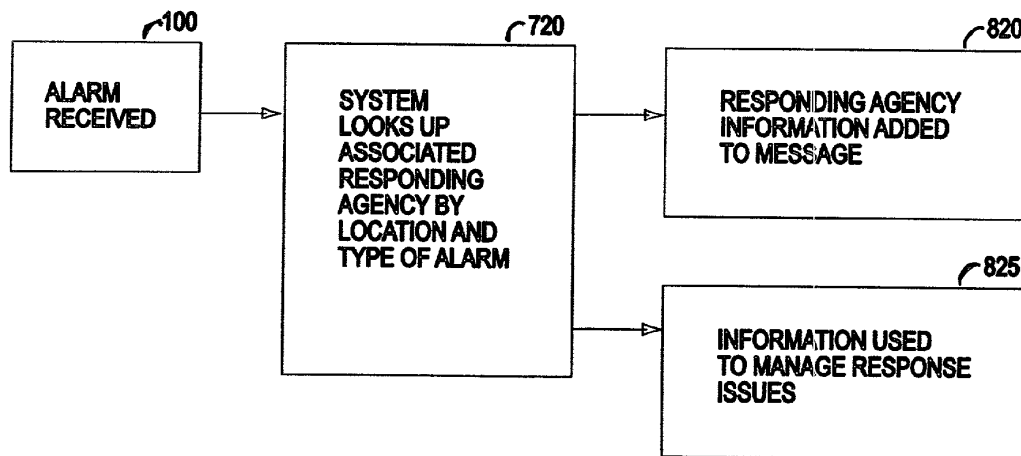 100
ALARM
RECEIVED
720
SYSTEM
LOOKS UP
ASSOCIATED
RESPONDING
AGENCY BY
LOCATION AND
TYPE OF ALARM
820
RESPONDING AGENCY
INFORMATION ADDED
TO MESSAGE
825
INFORMATION USED
TO MANAGE RESPONSE
ISSUES